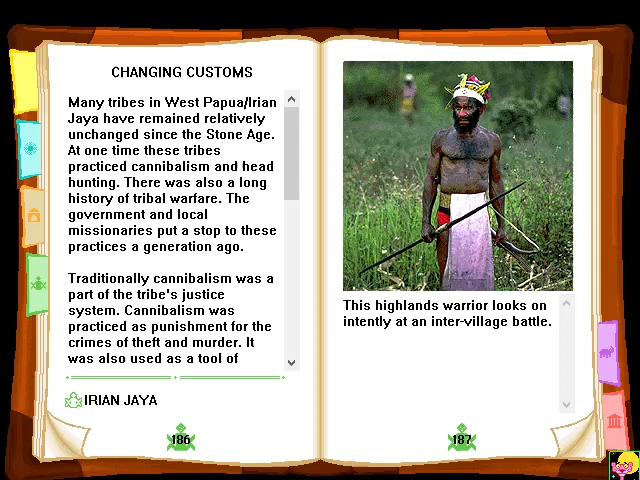 CHANGING CUSTOMS
Many tribes in West Papua/Irian
Jaya have remained relatively
unchanged since the Stone Age.
At one time these tribes
practiced cannibalism and head
hunting. There was also a long
history of tribal warfare. The
government and local
missionaries put a stop to these
practices a generation ago.
Traditionally cannibalism was a
part of the tribe's justice
system. Cannibalism was
practiced as punishment for the
crimes of theft and murder. It
was also used as a tool of
IRIAN JAYA
186
This highlands warrior looks on
intently at an inter-village battle.
187